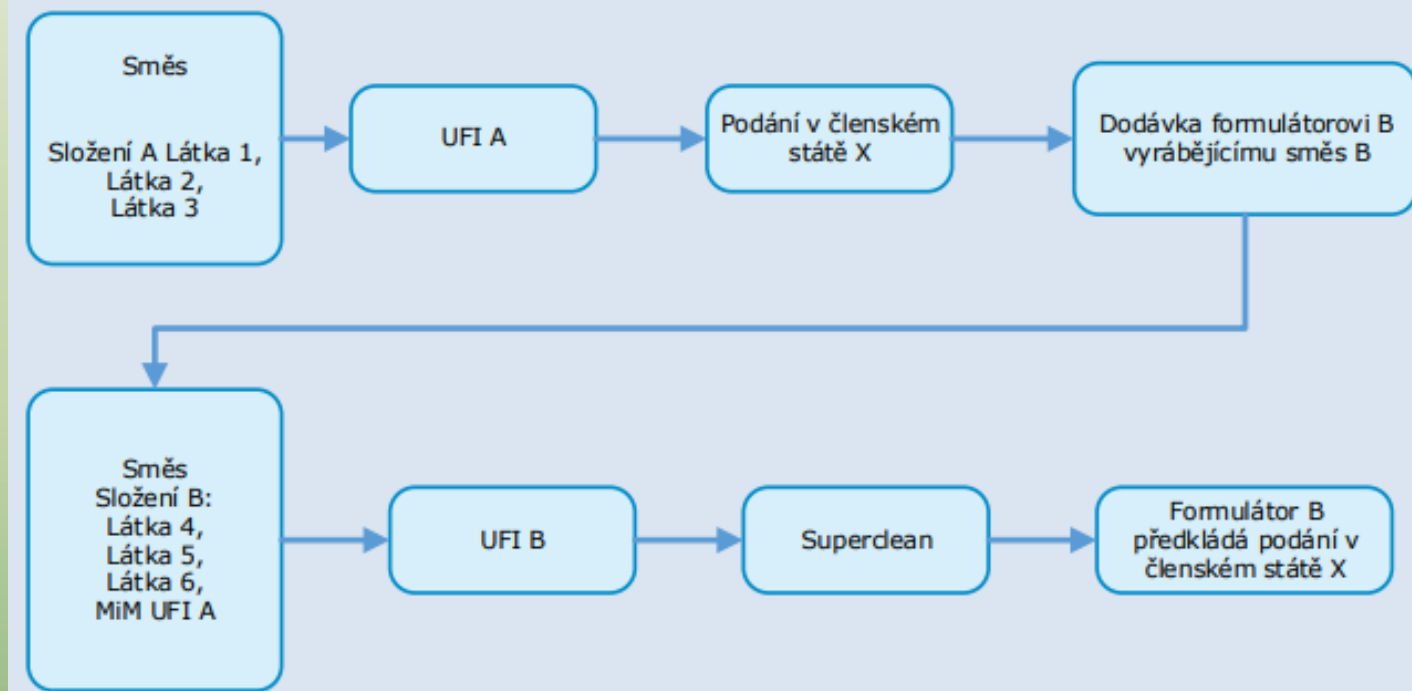 Směs
Složení A Látka 1,
Látka 2,
Látka 3
UFI A
Podání v členském
státě X
Dodávka formulátorovi B
vyrábějícímu směs B
Směs
Složení B:
Látka 4,
Látka 5,
Látka 6,
MiM UFI A
UFI B
Superclean
Formulátor B
předkládá podání v
členském státě X